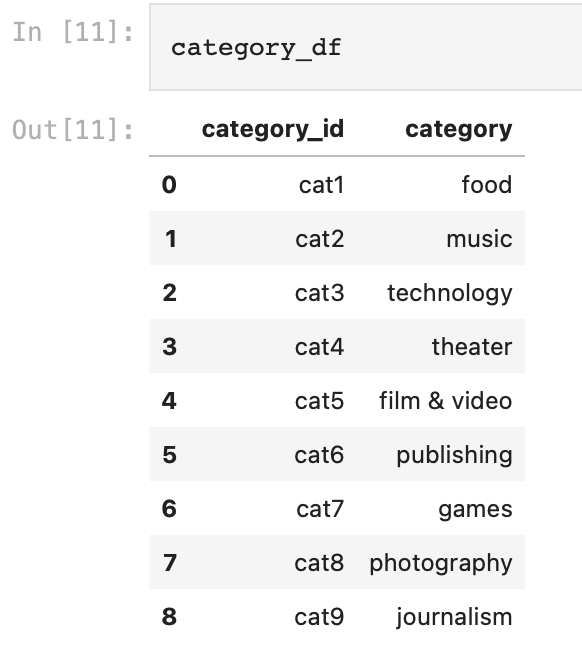 In [11]: category_df
Out[11]: category_id category
0 cat1 food
1 cat2 music
2 cat3 technology
3 cat4 theater
4 cat5 film & video
5 cat6 publishing
6 cat7 games
7 cat8 photography
8 cat9 journalism